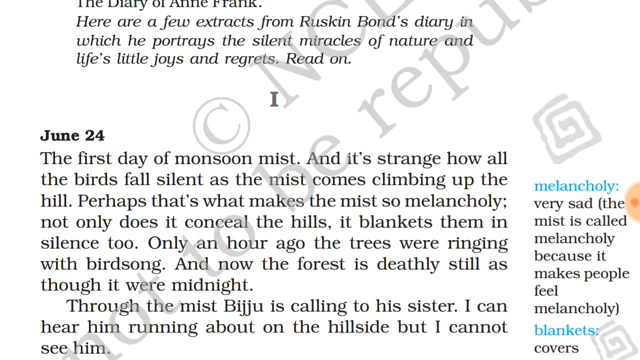 The Diary of Anne Frank.
Here are a few extracts from Ruskin Bond's diary in
which he portrays the silent miracles of nature and
life's little joys and regrets. Read on.
I
June 24
The first day of monsoon mist. And it's strange how all
the birds fall silent as the mist comes climbing up the
hill. Perhaps that's what makes the mist so melancholy;
not only does it conceal the hills, it blankets them in
silence too. Only an hour ago the trees were ringing
with birdsong. And now the forest is deathly still as
though it were midnight.
Through the mist Bijju is calling to his sister. I can
hear him running about on the hillside but I cannot
see him.
melancholy:
very sad (the
mist is called
melancholy
because it
makes people
feel
melancholy)
blankets:
covers
© NCE
not to be repub